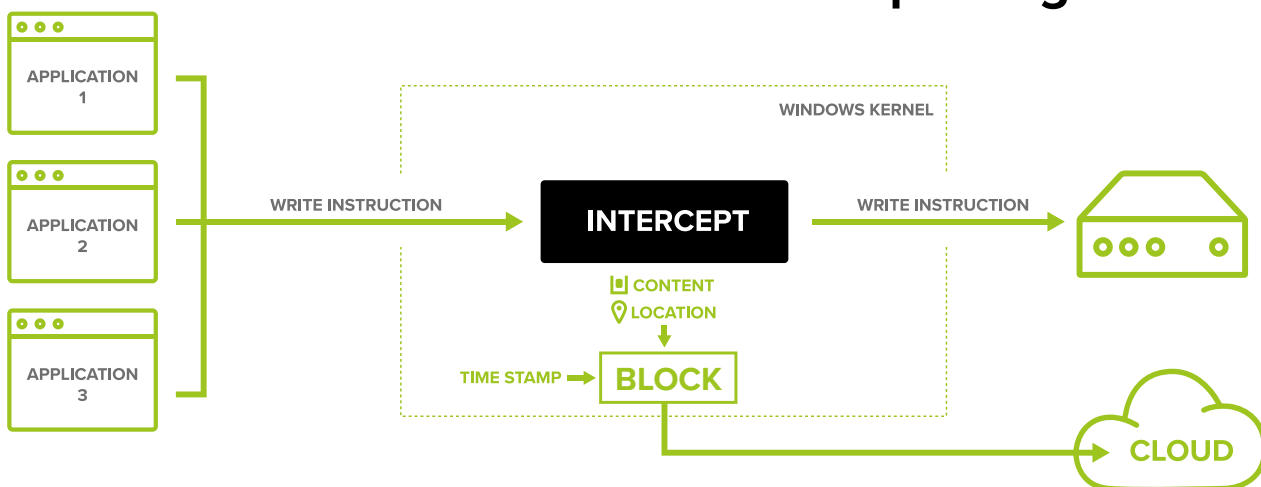 APPLICATION
1
WINDOWS KERNEL
APPLICATION
2
WRITE INSTRUCTION
INTERCEPT
WRITE INSTRUCTION
CONTENT
LOCATION
APPLICATION
3
TIME STAMP
BLOCK
CLOUD